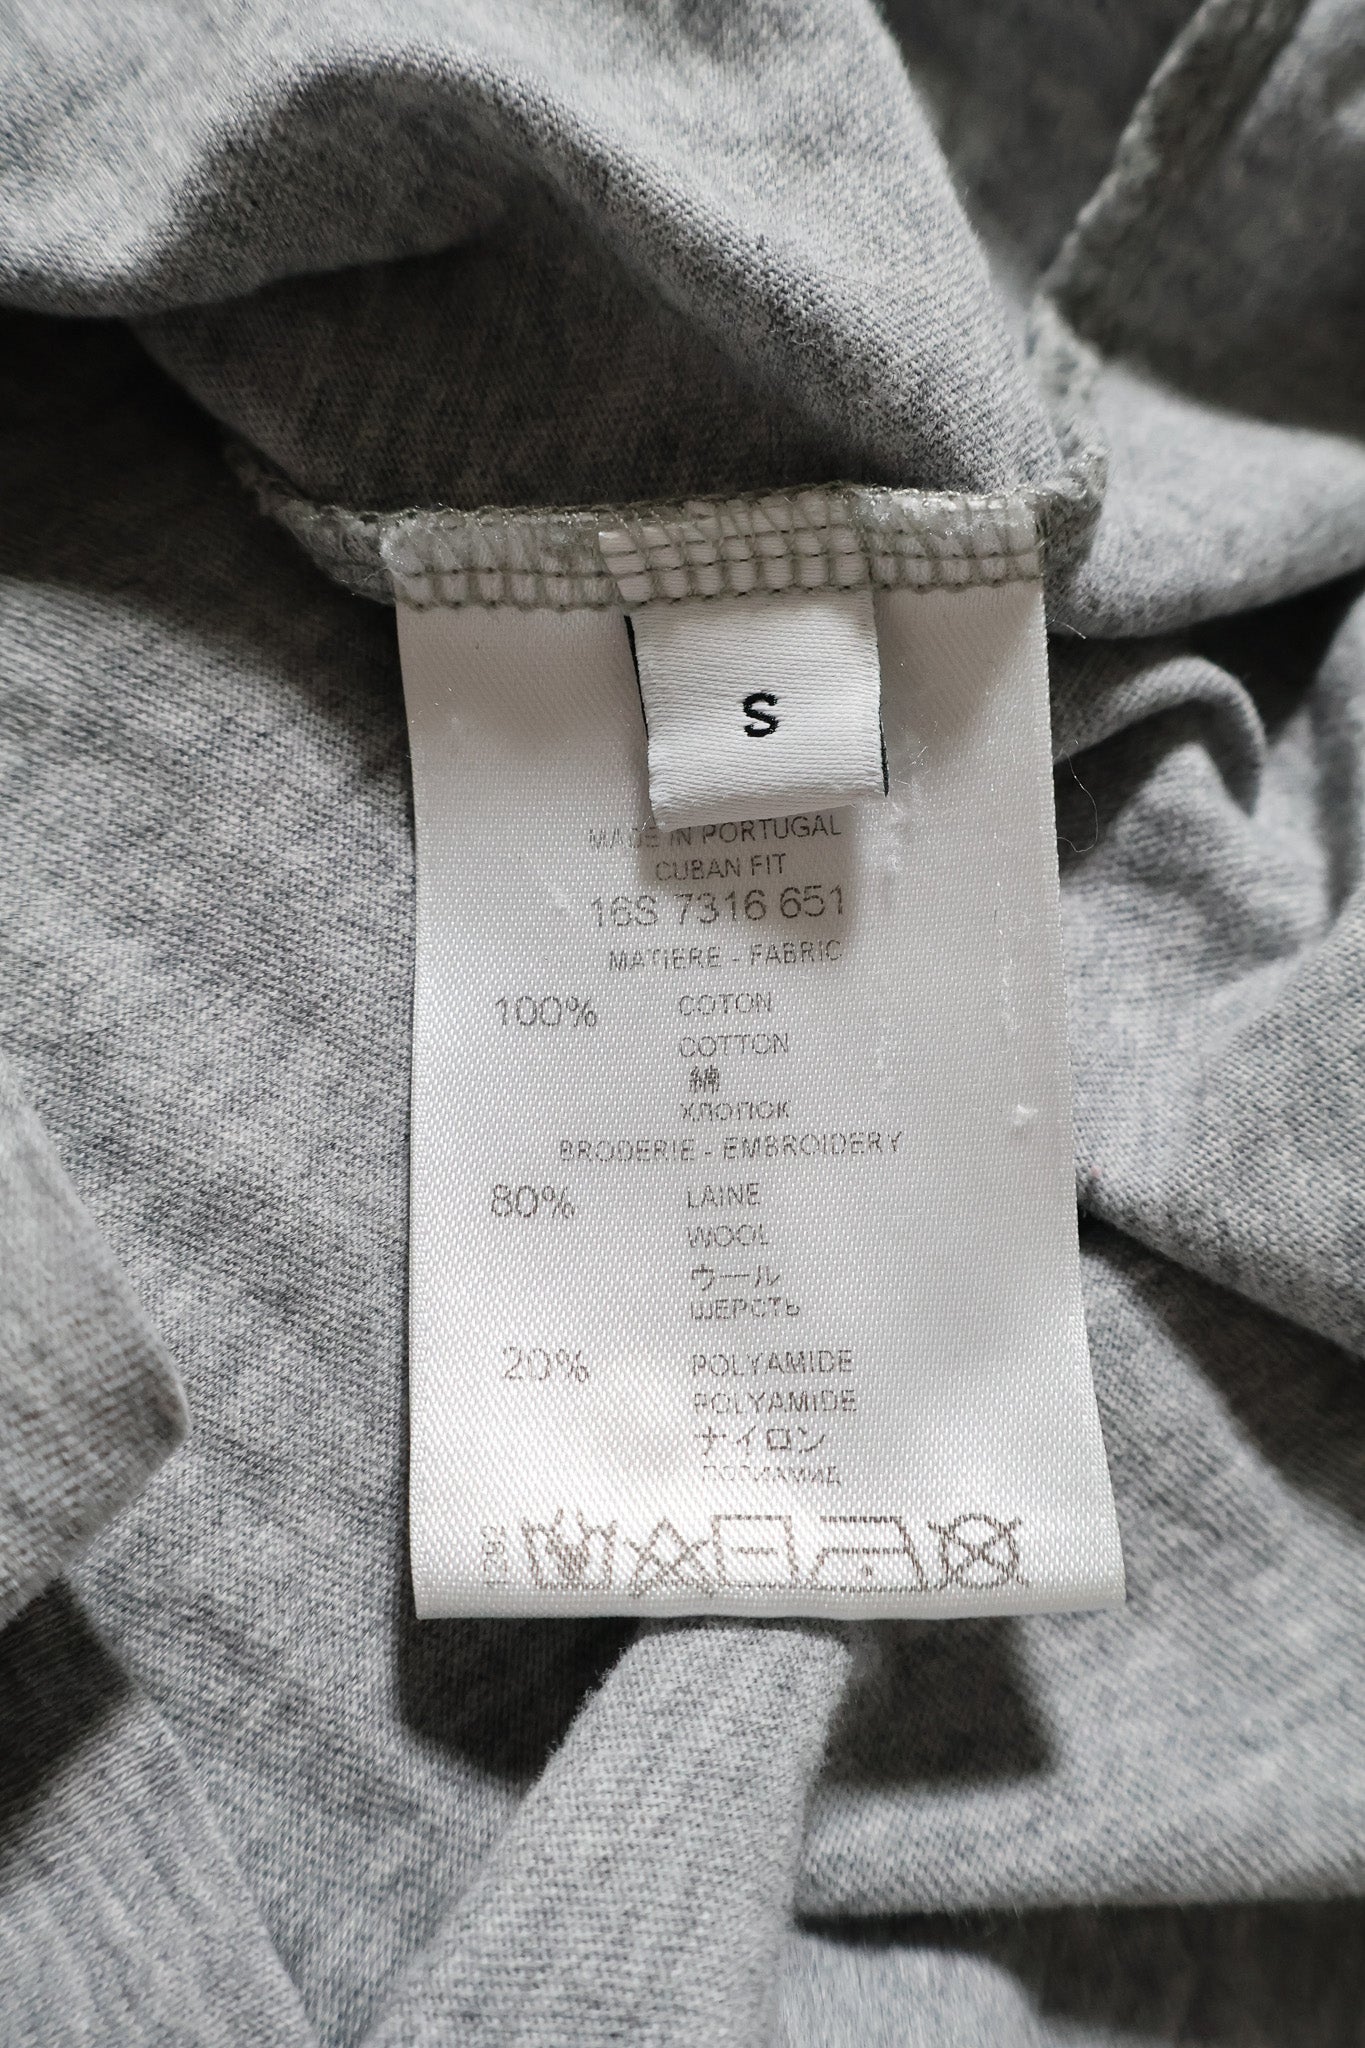 S
MADE IN PORTUGAL
CUBAN FIT
16S 7316 651
MATIERE - FABRIC
100% COTON
COTTON
綿
ХЛОПОК
BRODERIE - EMBROIDERY
80% LAINE
WOOL
ウール
ШЕРСТЬ
20% POLYAMIDE
POLYAMIDE
ナイロン
ПОЛИАМИД